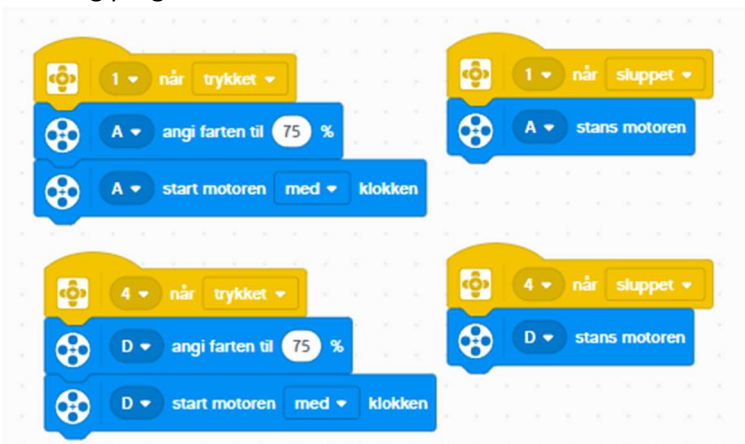 1 når trykket
A angi farten til 75 %
A start motoren med klokken
1 når sluppet
A stans motoren
4 når trykket
D angi farten til 75 %
D start motoren med klokken
4 når sluppet
D stans motoren